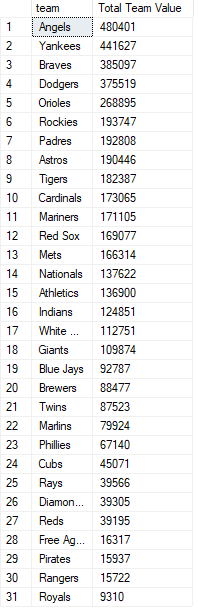 team Total Team Value
1 Angels 480401
2 Yankees 441627
3 Braves 385097
4 Dodgers 375519
5 Orioles 268895
6 Rockies 193747
7 Padres 192808
8 Astros 190446
9 Tigers 182387
10 Cardinals 173065
11 Mariners 171105
12 Red Sox 169077
13 Mets 166314
14 Nationals 137622
15 Athletics 136900
16 Indians 124851
17 White ... 112751
18 Giants 109874
19 Blue Jays 92787
20 Brewers 88477
21 Twins 87523
22 Marlins 79924
23 Phillies 67140
24 Cubs 45071
25 Rays 39566
26 Diamon... 39305
27 Reds 39195
28 Free Ag... 16317
29 Pirates 15937
30 Rangers 15722
31 Royals 9310